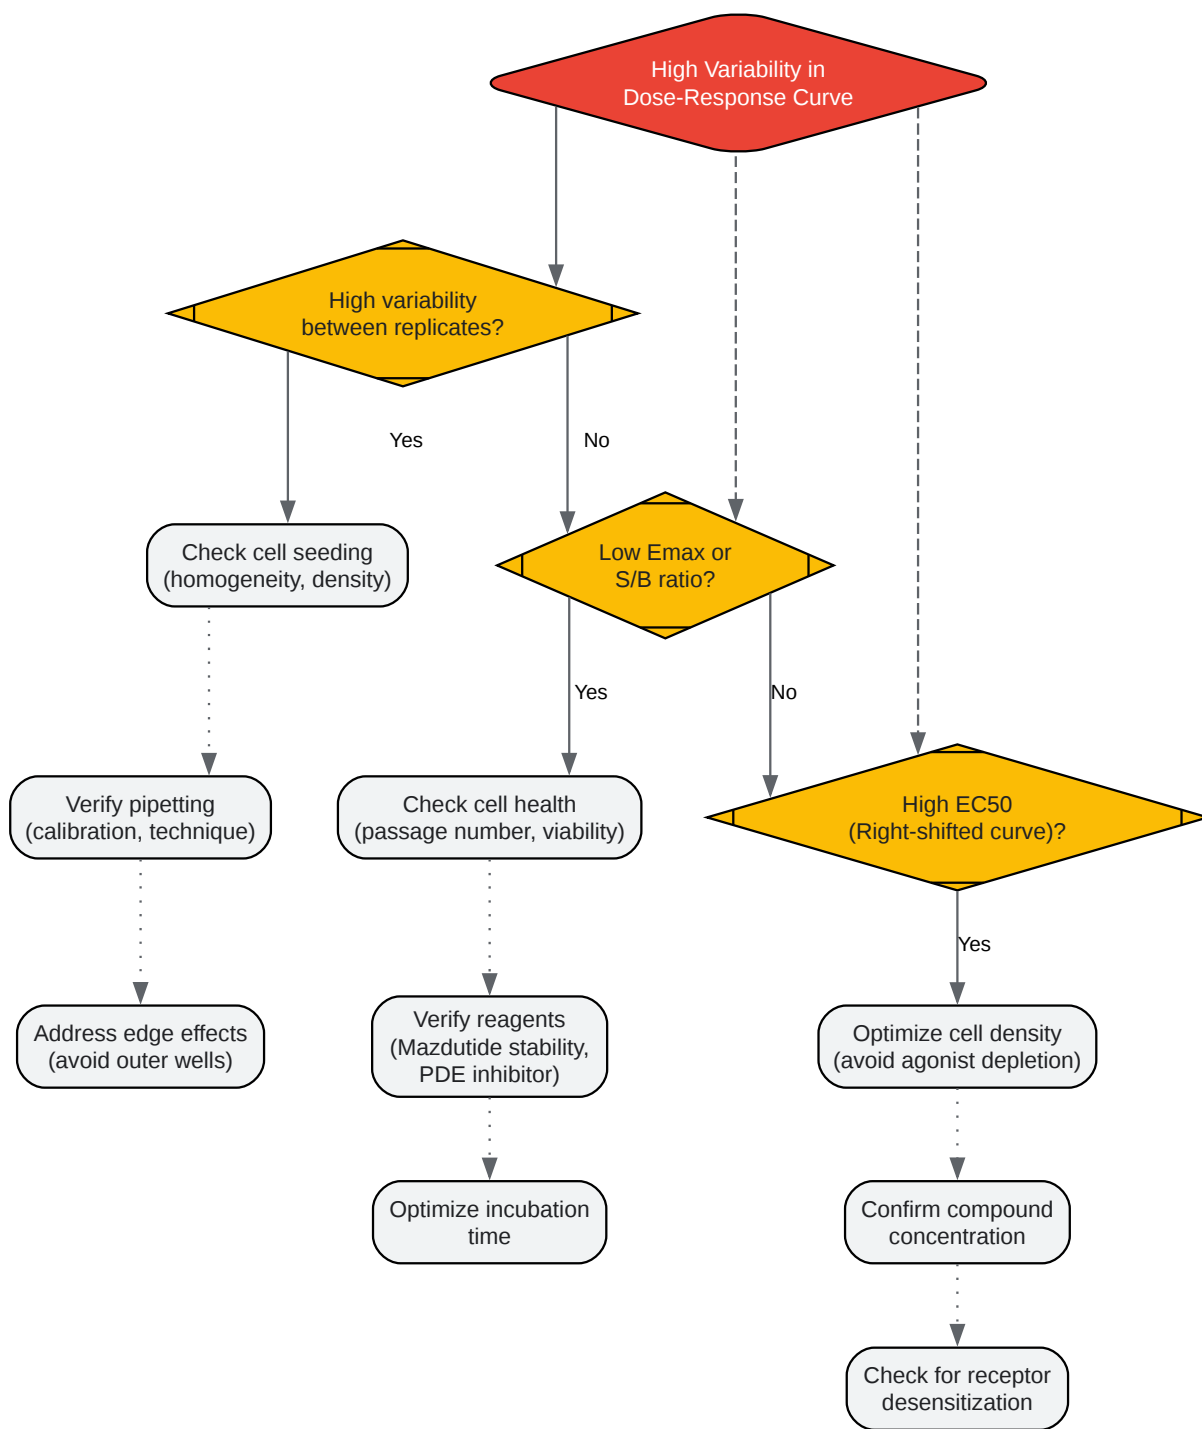 High Variability in
Dose-Response Curve
High variability
between replicates?
Yes
No
Check cell seeding
(homogeneity, density)
Low Emax or
S/B ratio?
Yes
No
Verify pipetting
(calibration, technique)
Check cell health
(passage number, viability)
High EC50
(Right-shifted curve)?
Yes
Address edge effects
(avoid outer wells)
Verify reagents
(Mazdutide stability,
PDE inhibitor)
Optimize cell density
(avoid agonist depletion)
Optimize incubation
time
Confirm compound
concentration
Check for receptor
desensitization